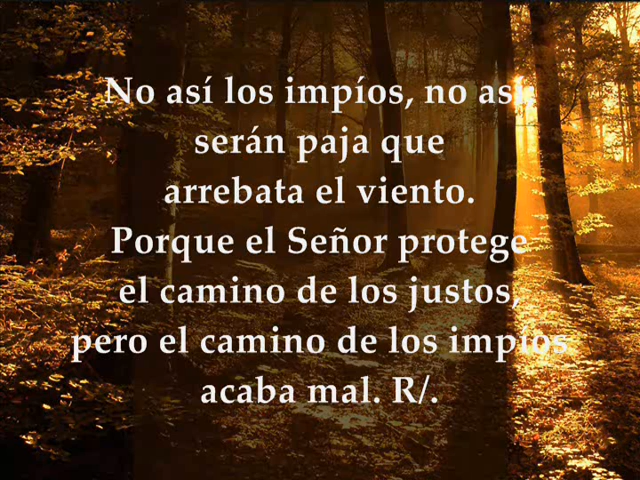 No así los impíos, no así;
serán paja que
arrebata el viento.
Porque el Señor protege
el camino de los justos,
pero el camino de los impíos
acaba mal. R/.